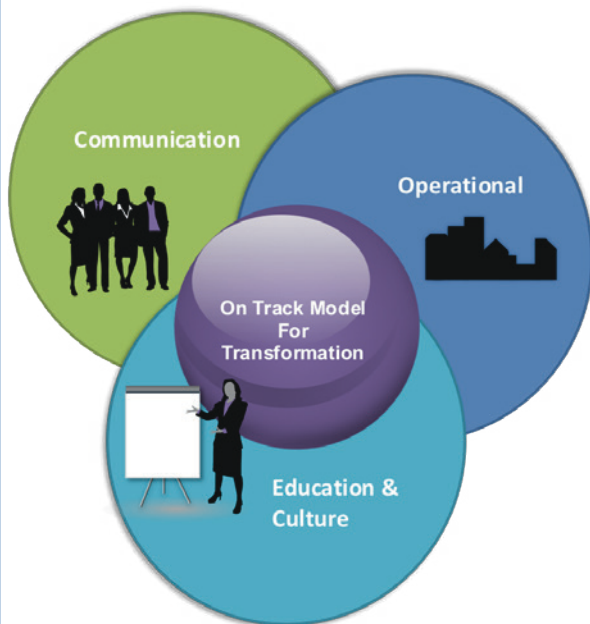 Communication
Operational
On Track Model
For
Transformation
Education &
Culture